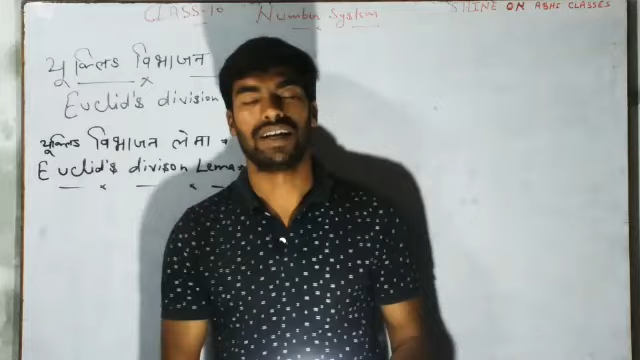 CLASS-10 Number System SHINE ON ABHI CLASSES
यूक्लिड विभाजन
Euclid's division
यूक्लिड विभाजन लेमा
Euclid's divison Lema